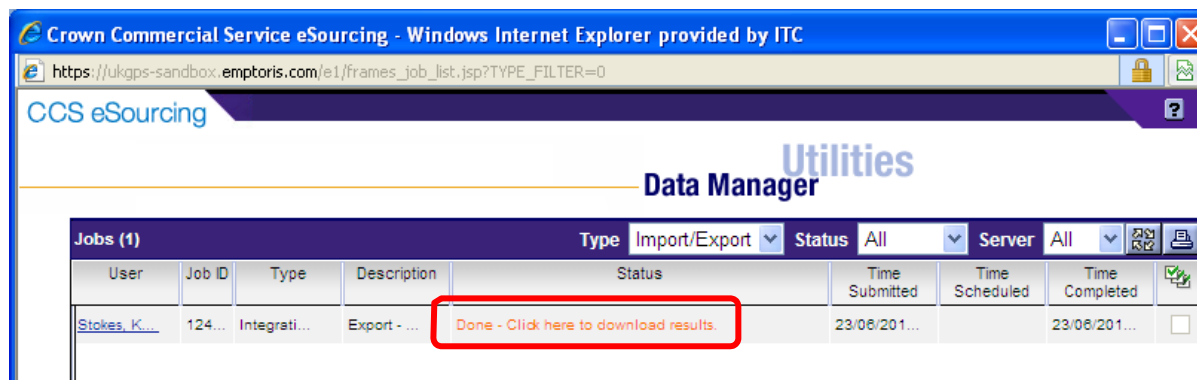 Crown Commercial Service eSourcing - Windows Internet Explorer provided by ITC
https://ukgps-sandbox.emptoris.com/e1/frames_job_list.jsp?TYPE_FILTER=0
CCS eSourcing
Utilities
Data Manager
Jobs (1) Type Import/Export Status All Server All
User Job ID Type Description Status Time Submitted Time Scheduled Time Completed
Stokes, K... 124... Integrati... Export - ... Done - Click here to download results. 23/06/201... 23/06/201...